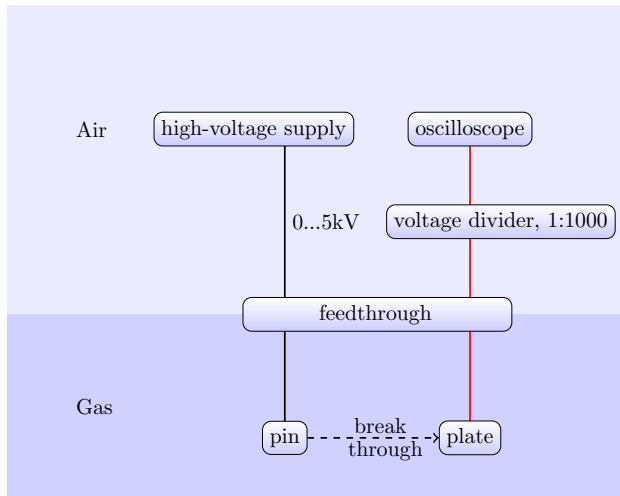 Air
high-voltage supply
oscilloscope
0...5kV
voltage divider, 1:1000
feedthrough
Gas
pin
break
through
plate